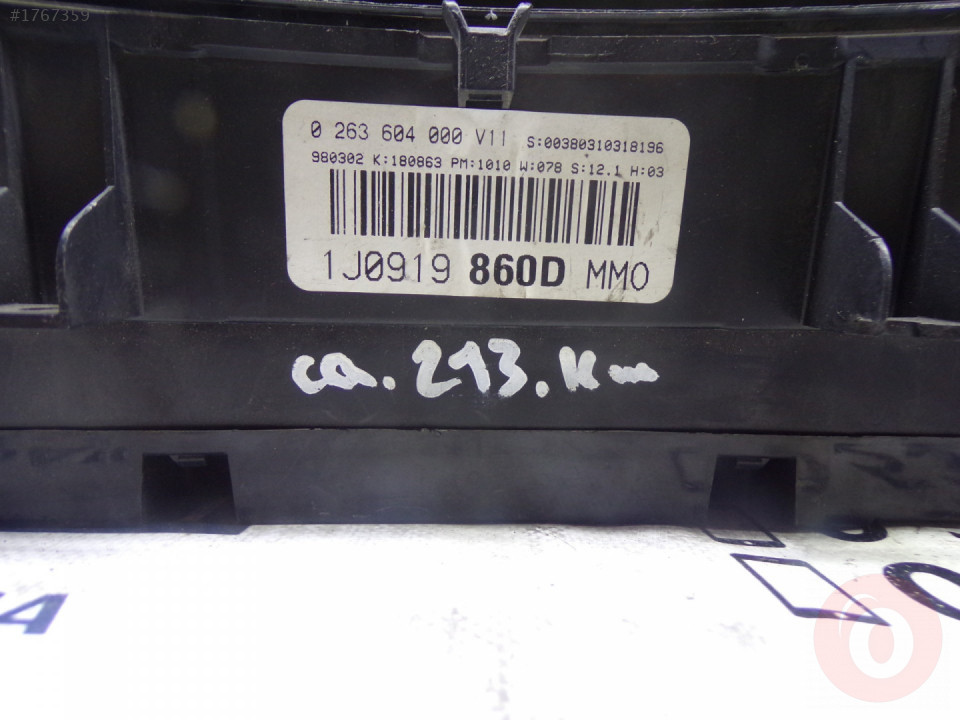 #1767359
0 263 604 000 V11 S:00380310318196
980302 K:180863 PM:1010 W:078 S:12.1 H:03
1J0919 860D MMO
ca. 213. Km